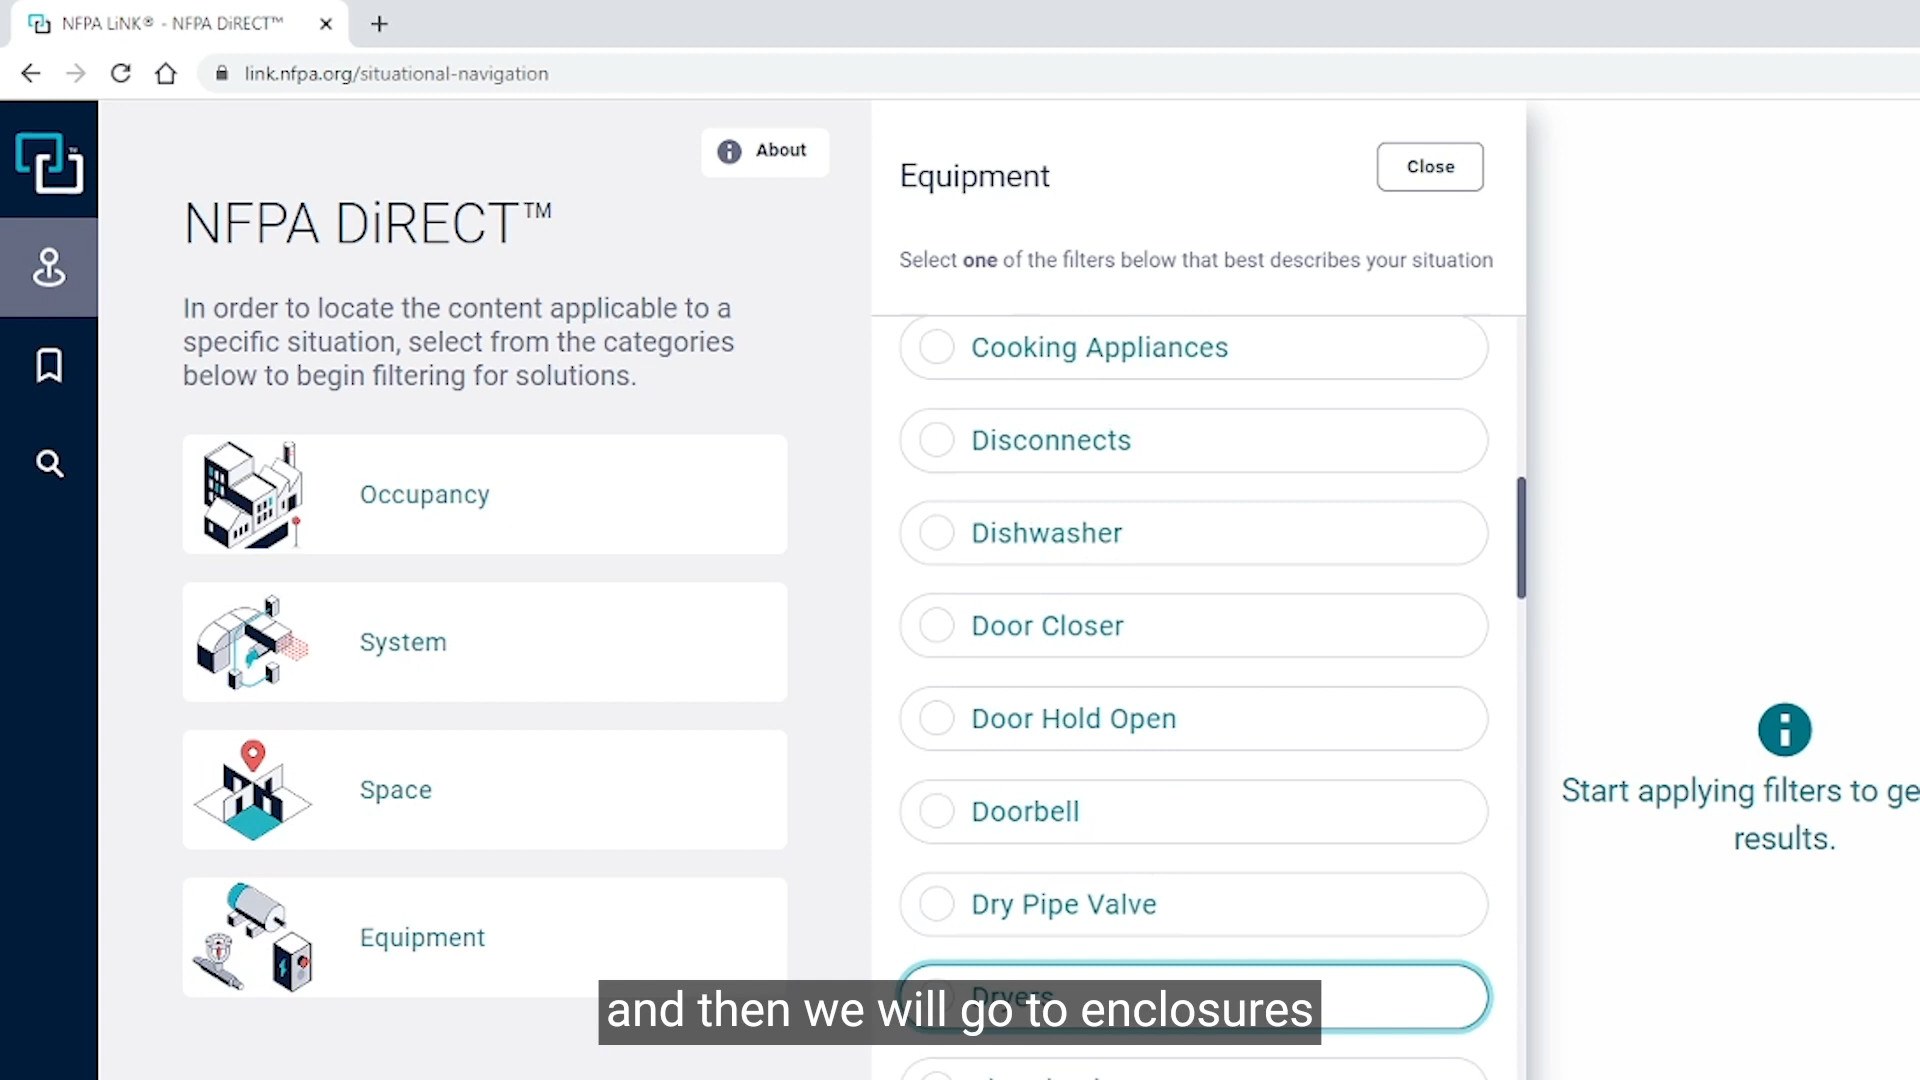 NFPA LiNK® - NFPA DiRECT™
link.nfpa.org/situational-navigation
About
NFPA DiRECT™
In order to locate the content applicable to a
specific situation, select from the categories
below to begin filtering for solutions.
Occupancy
System
Space
Equipment
Equipment
Close
Select one of the filters below that best describes your situation
Cooking Appliances
Disconnects
Dishwasher
Door Closer
Door Hold Open
Doorbell
Dry Pipe Valve
Dryers
Start applying filters to ge
results.
and then we will go to enclosures